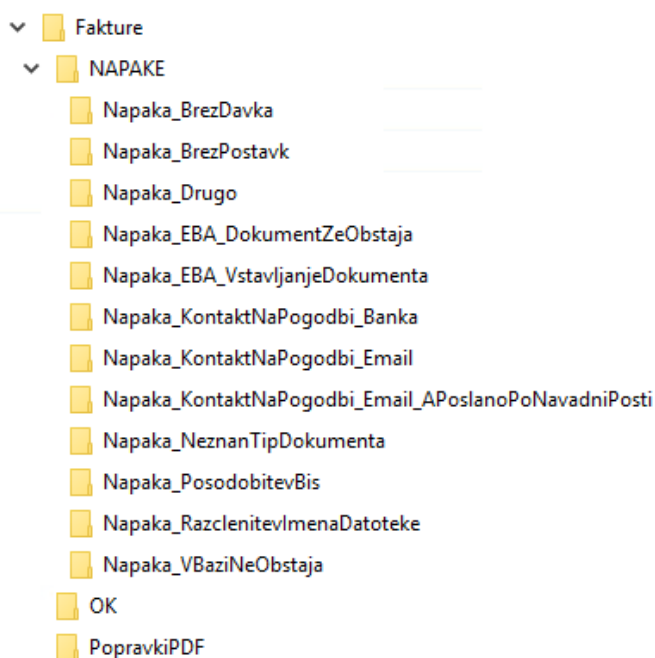 Fakture
NAPAKE
Napaka_BrezDavka
Napaka_BrezPostavk
Napaka_Drugo
Napaka_EBA_DokumentZeObstaja
Napaka_EBA_VstavljanjeDokumenta
Napaka_KontaktNaPogodbi_Banka
Napaka_KontaktNaPogodbi_Email
Napaka_KontaktNaPogodbi_Email_APoslanoPoNavadniPosti
Napaka_NeznanTipDokumenta
Napaka_PosodobitevBis
Napaka_RazclenitevImenaDatoteke
Napaka_VBaziNeObstaja
OK
PopravkiPDF